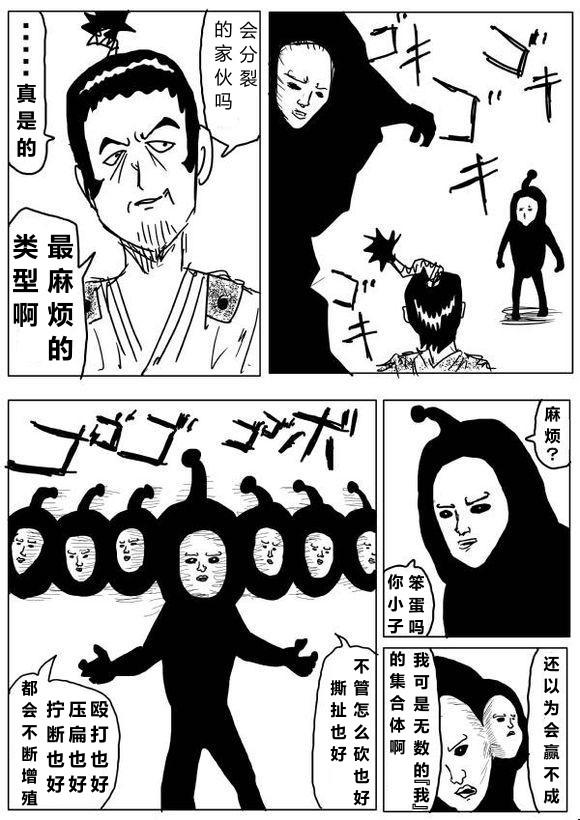 ゴキ
ゴキ
ゴキ
会分裂
的家伙吗
……真是的
最麻烦的
类型啊
麻烦？
笨蛋吗
你小子
还以为会赢不成
我可是无数的『我』
的集合体啊
不管怎么砍也好
撕扯也好
殴打也好
压扁也好
拧断也好
都会不断增殖